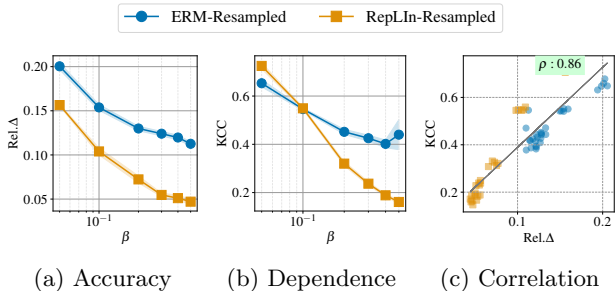 ERM-Resampled RepLIn-Resampled
0.20
0.15
0.10
0.05
Rel.Δ
10⁻¹
β
(a) Accuracy
0.6
0.4
0.2
KCC
10⁻¹
β
(b) Dependence
ρ : 0.86
0.6
0.4
0.2
KCC
0.1 0.2
Rel.Δ
(c) Correlation